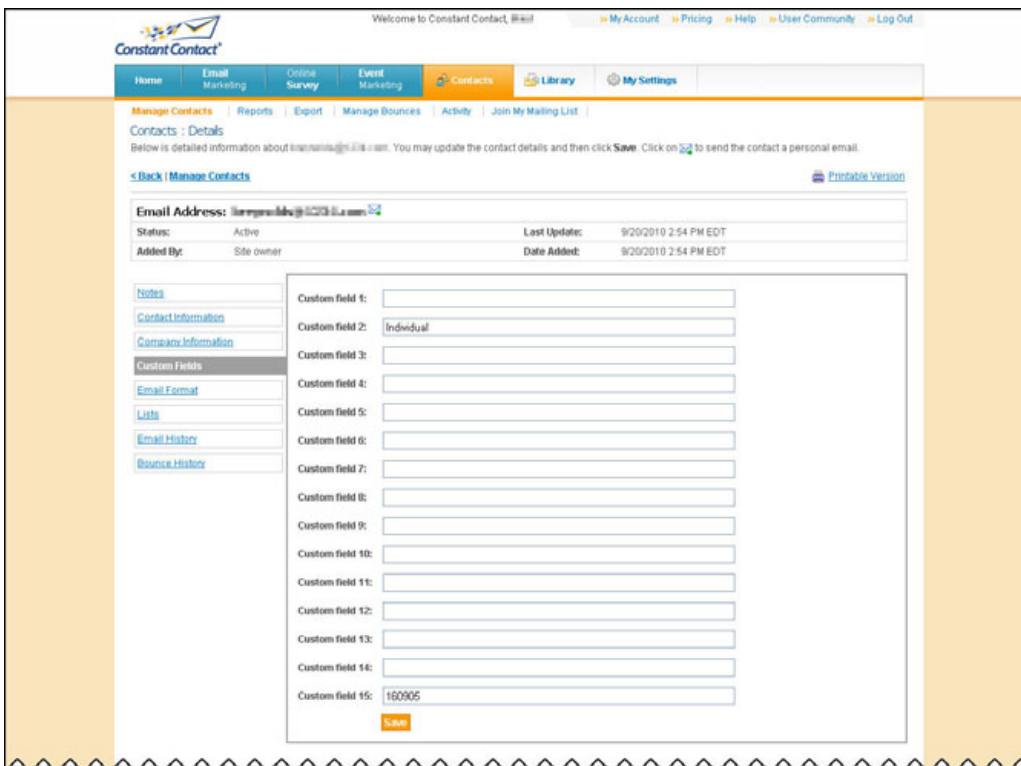 Welcome to Constant Contact, » My Account » Pricing » Help » User Community » Log Out
Constant Contact®
Home Email Marketing Online Survey Event Marketing Contacts Library My Settings
Manage Contacts | Reports | Export | Manage Bounces | Activity | Join My Mailing List |
Contacts : Details
Below is detailed information about . You may update the contact details and then click Save. Click on to send the contact a personal email.
< Back | Manage Contacts Printable Version
Email Address:
Status: Active Last Update: 9/20/2010 2:54 PM EDT
Added By: Site owner Date Added: 9/20/2010 2:54 PM EDT
Notes
Contact Information
Company Information
Custom Fields
Email Format
Lists
Email History
Bounce History
Custom field 1:
Custom field 2: Individual
Custom field 3:
Custom field 4:
Custom field 5:
Custom field 6:
Custom field 7:
Custom field 8:
Custom field 9:
Custom field 10:
Custom field 11:
Custom field 12:
Custom field 13:
Custom field 14:
Custom field 15: 160905
Save